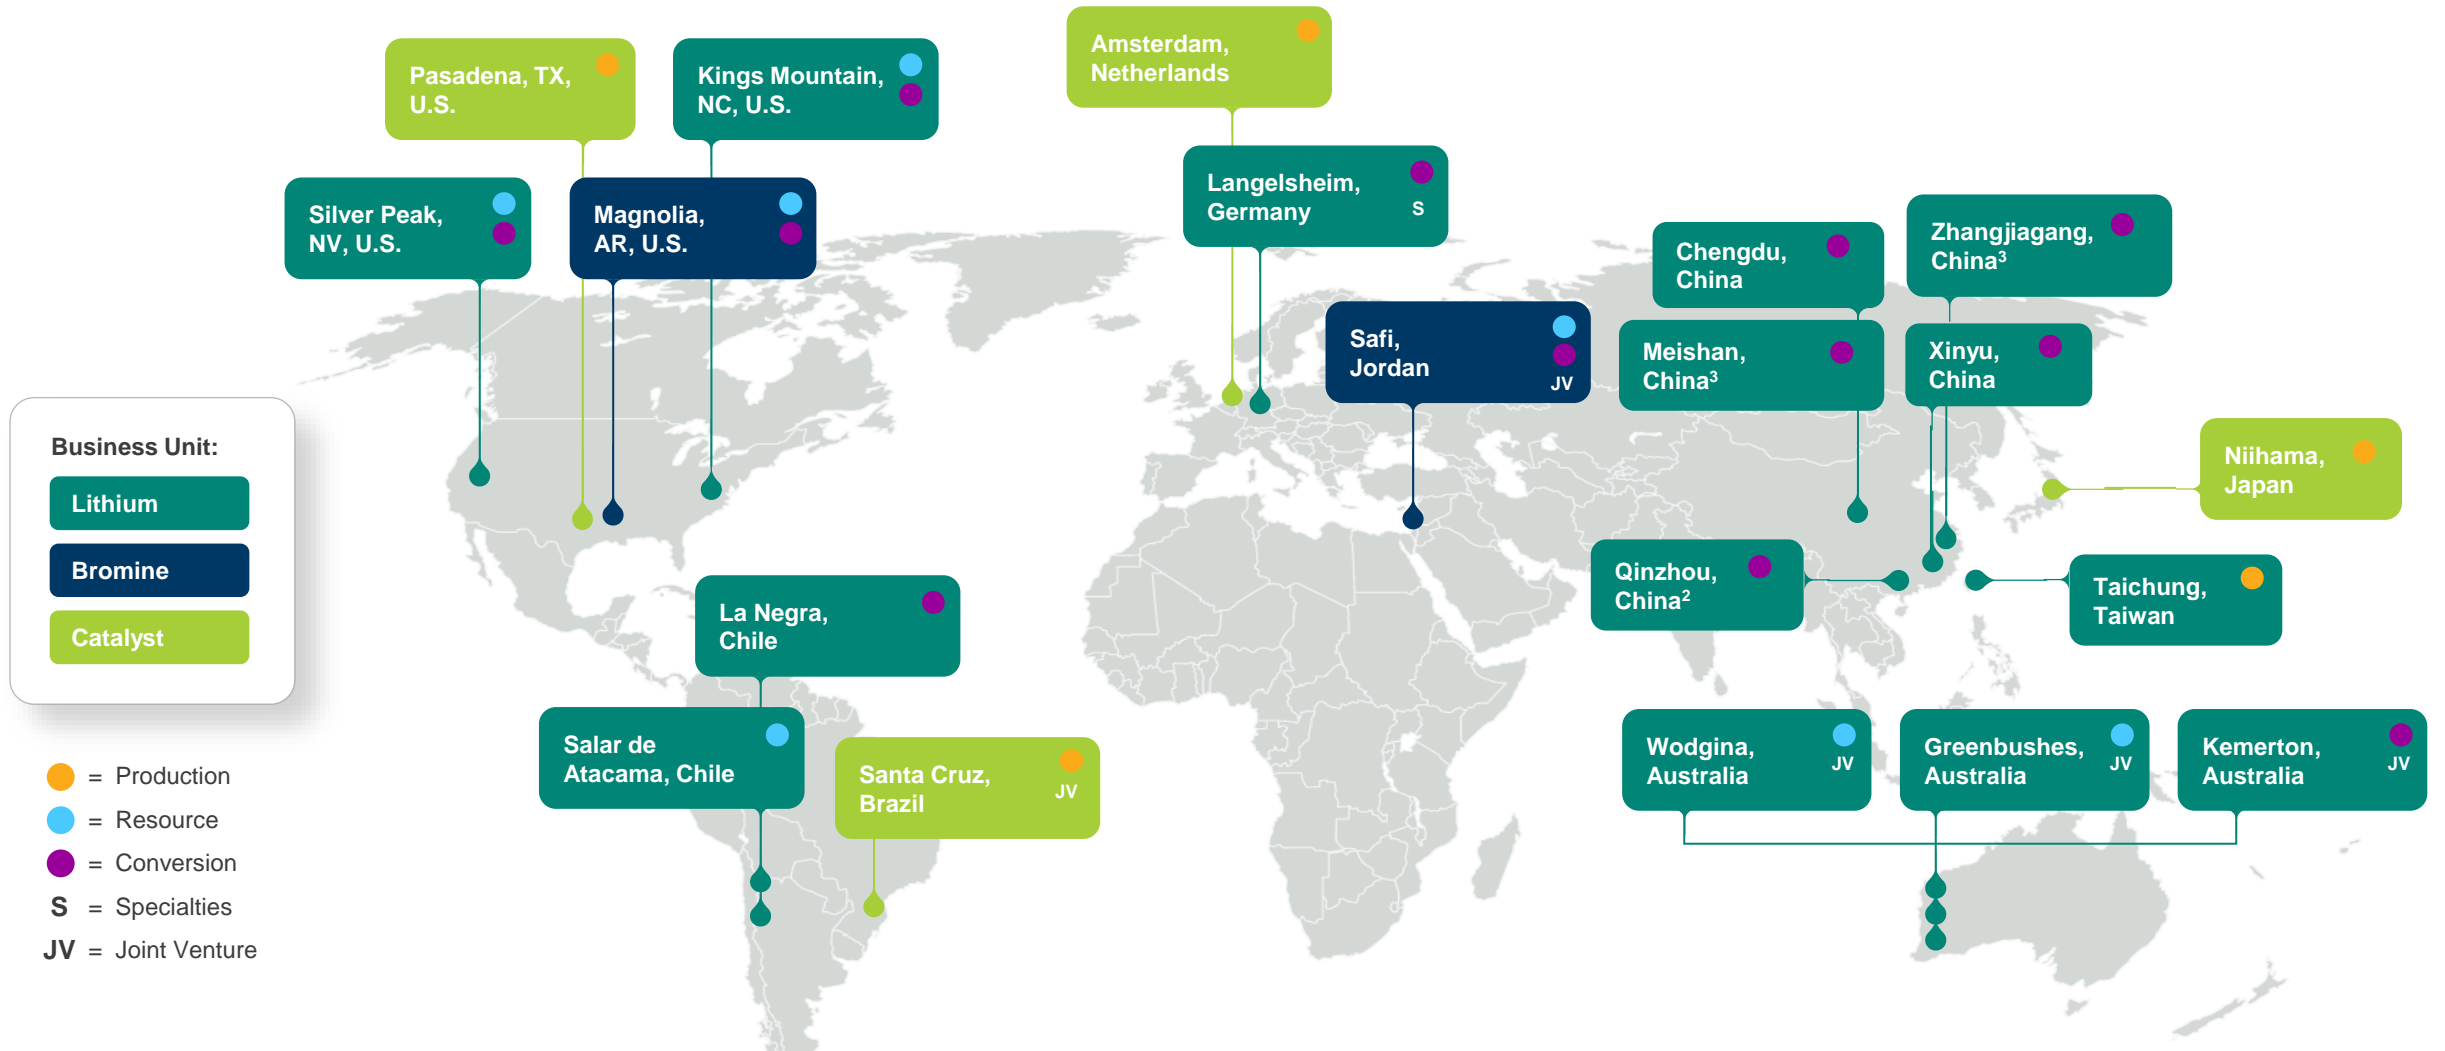 Amsterdam,
Netherlands
Pasadena, TX,
U.S.
Kings Mountain,
NC, U.S.
Langelsheim,
Germany
S
Silver Peak,
NV, U.S.
Magnolia,
AR, U.S.
Zhangjiagang,
China³
Chengdu,
China
Safi,
Jordan
JV
Meishan,
China³
Xinyu,
China
Niihama,
Japan
Business Unit:
Lithium
Bromine
Catalyst
Qinzhou,
China²
Taichung,
Taiwan
La Negra,
Chile
Salar de
Atacama, Chile
Santa Cruz,
Brazil
JV
Wodgina,
Australia
JV
Greenbushes,
Australia
JV
Kemerton,
Australia
JV
= Production
= Resource
= Conversion
S = Specialties
JV = Joint Venture